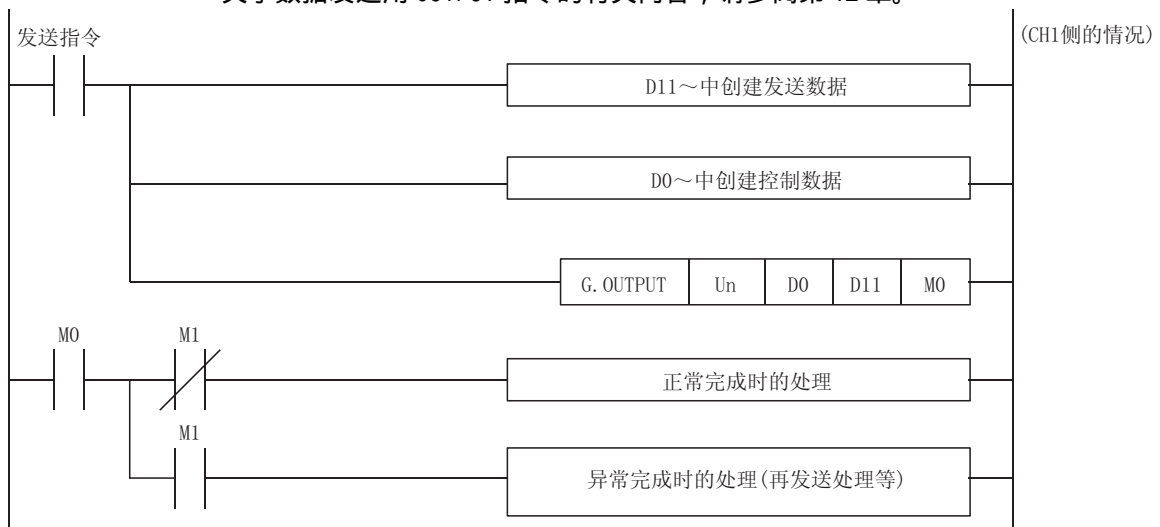 发送指令
(CH1侧的情况)
D11～中创建发送数据
D0～中创建控制数据
G.OUTPUT Un D0 D11 M0
M0 M1
正常完成时的处理
M1
异常完成时的处理(再发送处理等)